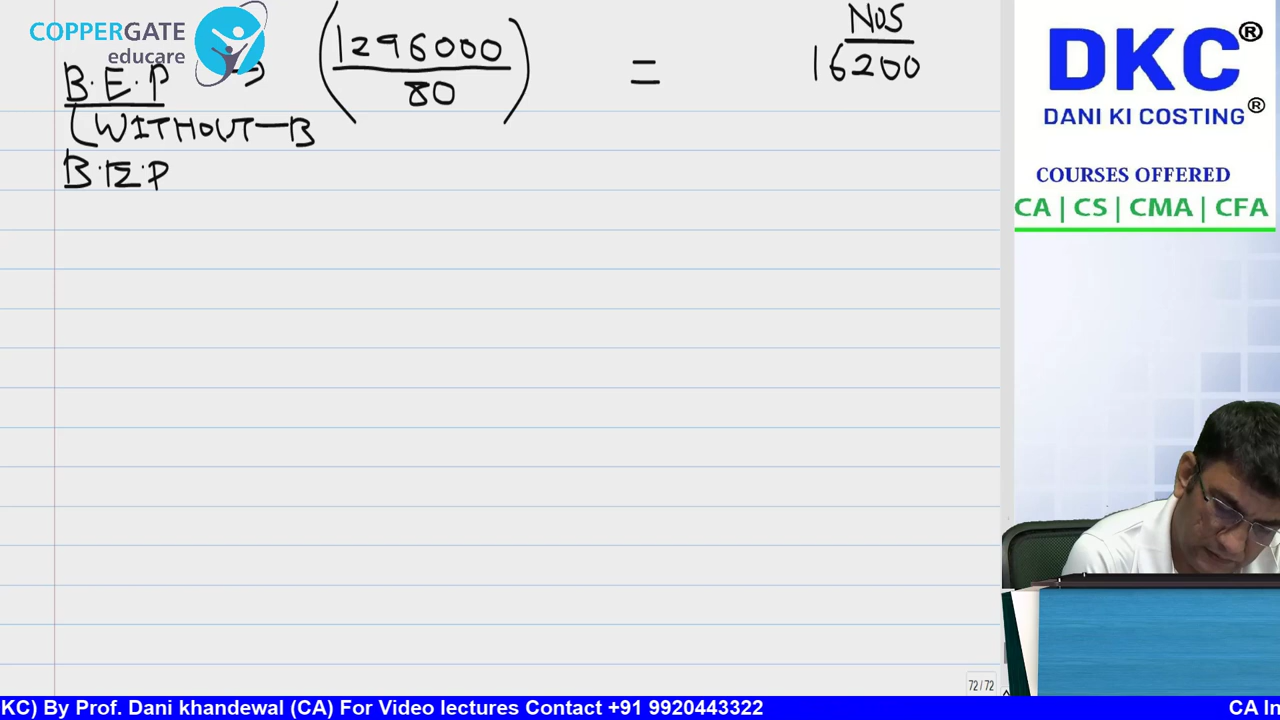 COPPERGATE
educare
B.E.P → (1296000 / 80) = NOS 16200
(WITHOUT-B
B.E.P
DKC®
DANI KI COSTING®
COURSES OFFERED
CA | CS | CMA | CFA
72/72
KC) By Prof. Dani khandewal (CA) For Video lectures Contact +91 9920443322
CA In